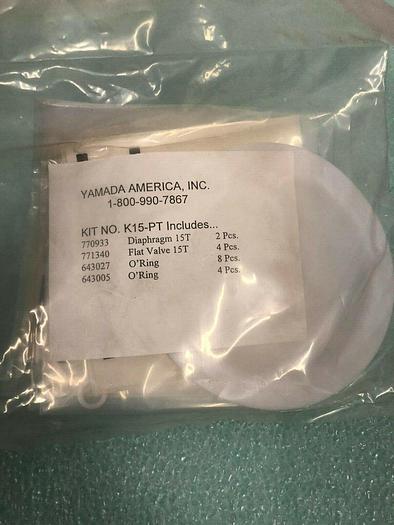 YAMADA AMERICA, INC.
1-800-990-7867
KIT NO. K15-PT Includes...
770933 Diaphragm 15T 2 Pcs.
771340 Flat Valve 15T 4 Pcs.
643027 O'Ring 8 Pcs.
643005 O'Ring 4 Pcs.